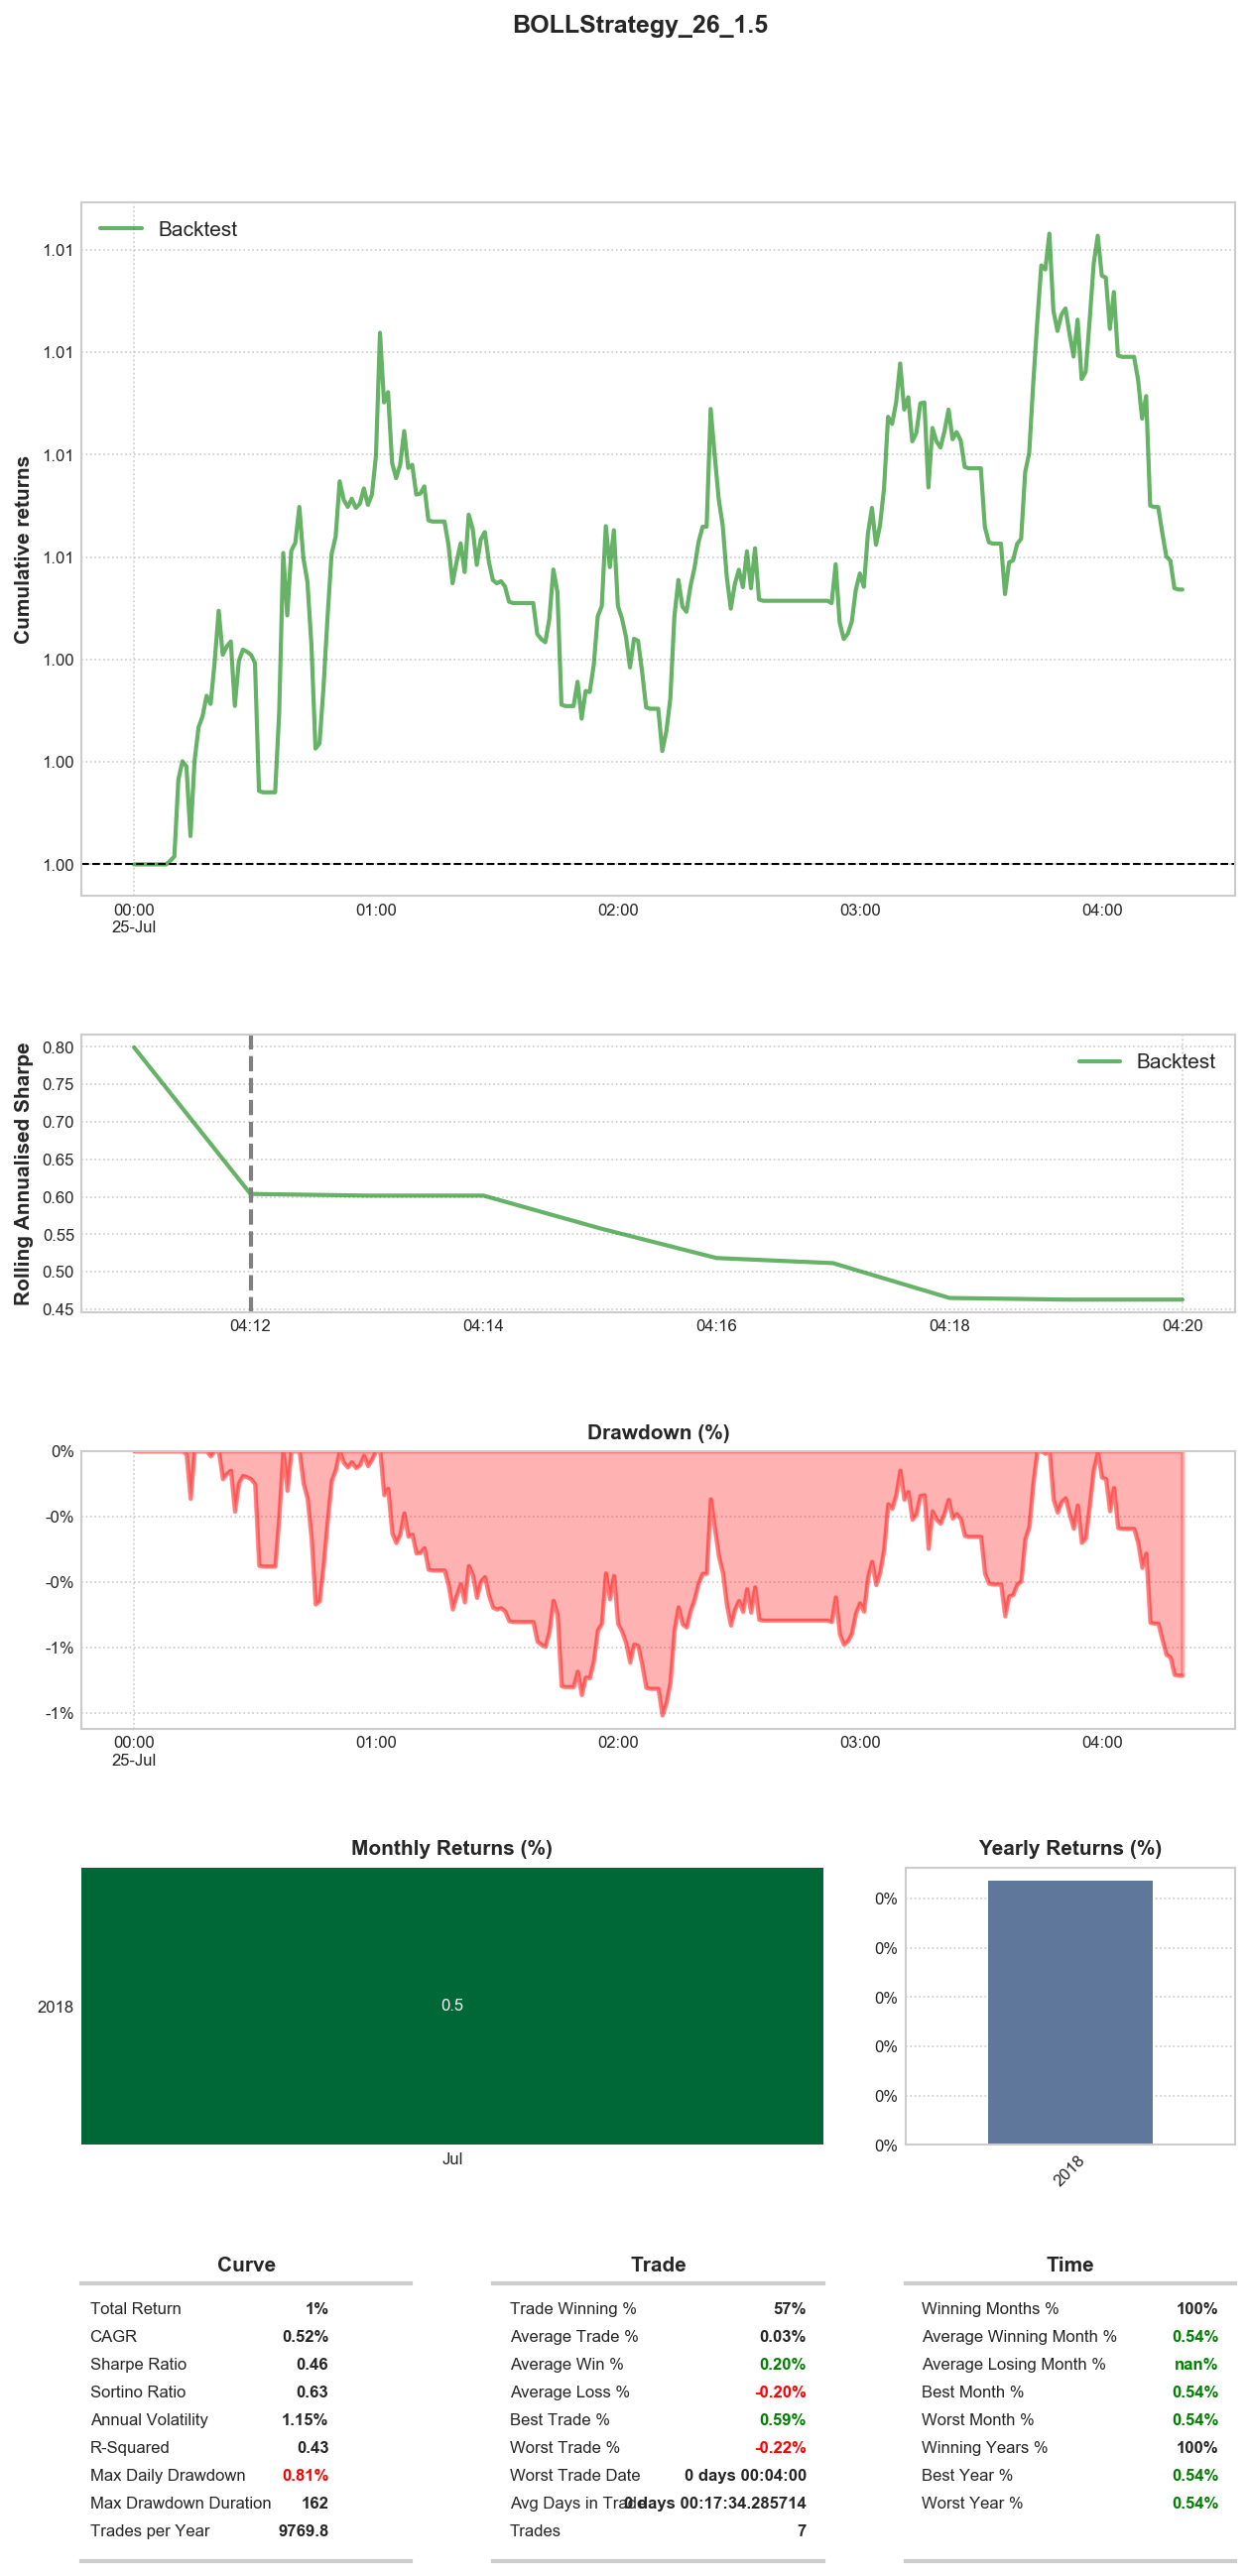 BOLLStrategy_26_1.5
Backtest
Cumulative returns
1.01
1.01
1.01
1.01
1.00
1.00
1.00
00:00
25-Jul
01:00
02:00
03:00
04:00
Rolling Annualised Sharpe
Backtest
0.80
0.75
0.70
0.65
0.60
0.55
0.50
0.45
04:12
04:14
04:16
04:18
04:20
Drawdown (%)
0%
-0%
-0%
-1%
-1%
00:00
25-Jul
01:00
02:00
03:00
04:00
Monthly Returns (%)
2018
0.5
Jul
Yearly Returns (%)
0%
0%
0%
0%
0%
0%
2018
Curve
Total Return 1%
CAGR 0.52%
Sharpe Ratio 0.46
Sortino Ratio 0.63
Annual Volatility 1.15%
R-Squared 0.43
Max Daily Drawdown 0.81%
Max Drawdown Duration 162
Trades per Year 9769.8
Trade
Trade Winning % 57%
Average Trade % 0.03%
Average Win % 0.20%
Average Loss % -0.20%
Best Trade % 0.59%
Worst Trade % -0.22%
Worst Trade Date 0 days 00:04:00
Avg Days in Trade 0 days 00:17:34.285714
Trades 7
Time
Winning Months % 100%
Average Winning Month % 0.54%
Average Losing Month % nan%
Best Month % 0.54%
Worst Month % 0.54%
Winning Years % 100%
Best Year % 0.54%
Worst Year % 0.54%